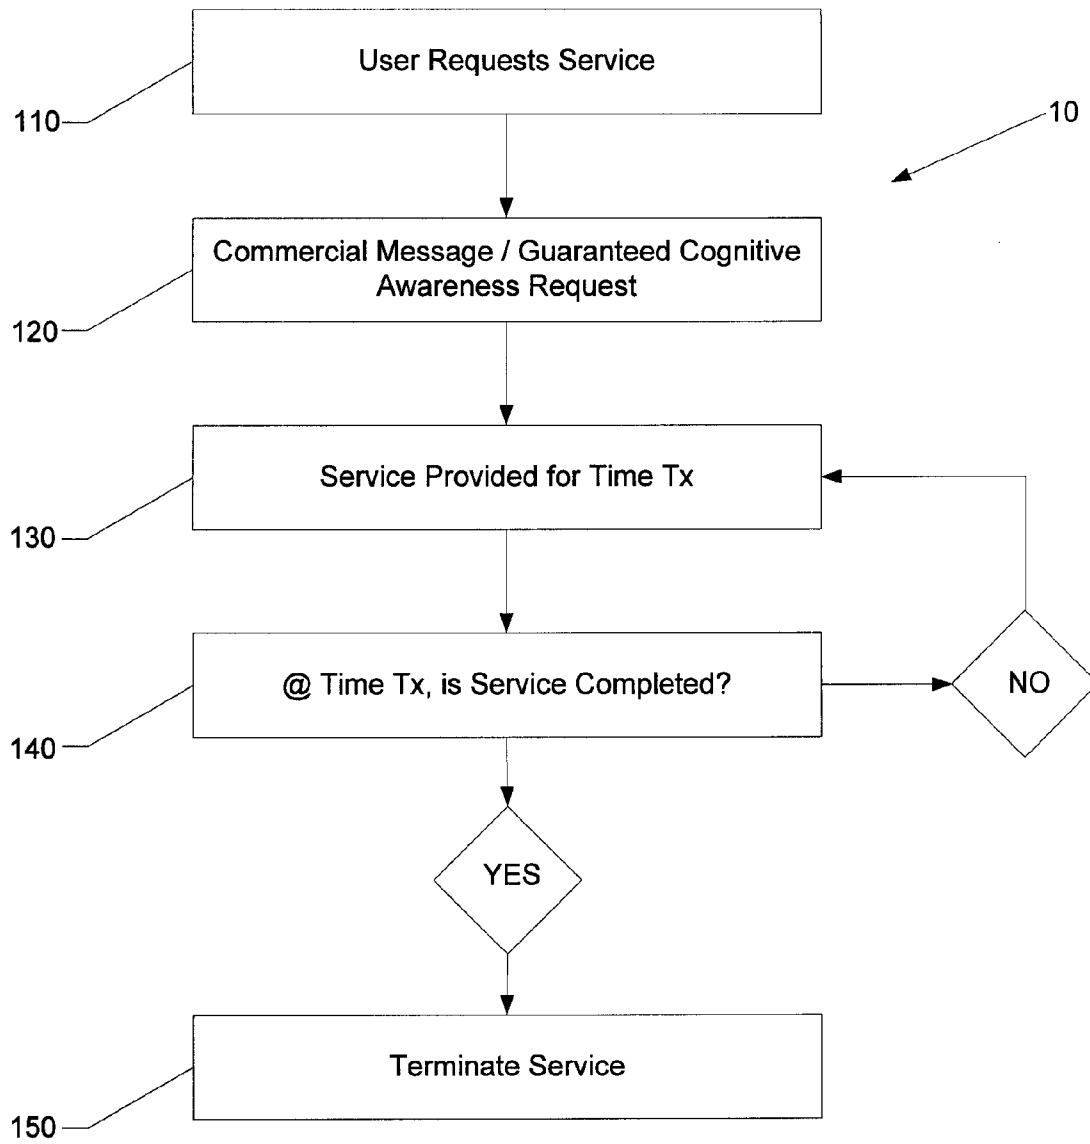 User Requests Service
110
10
Commercial Message / Guaranteed Cognitive
Awareness Request
120
Service Provided for Time Tx
130
@ Time Tx, is Service Completed?
NO
140
YES
Terminate Service
150